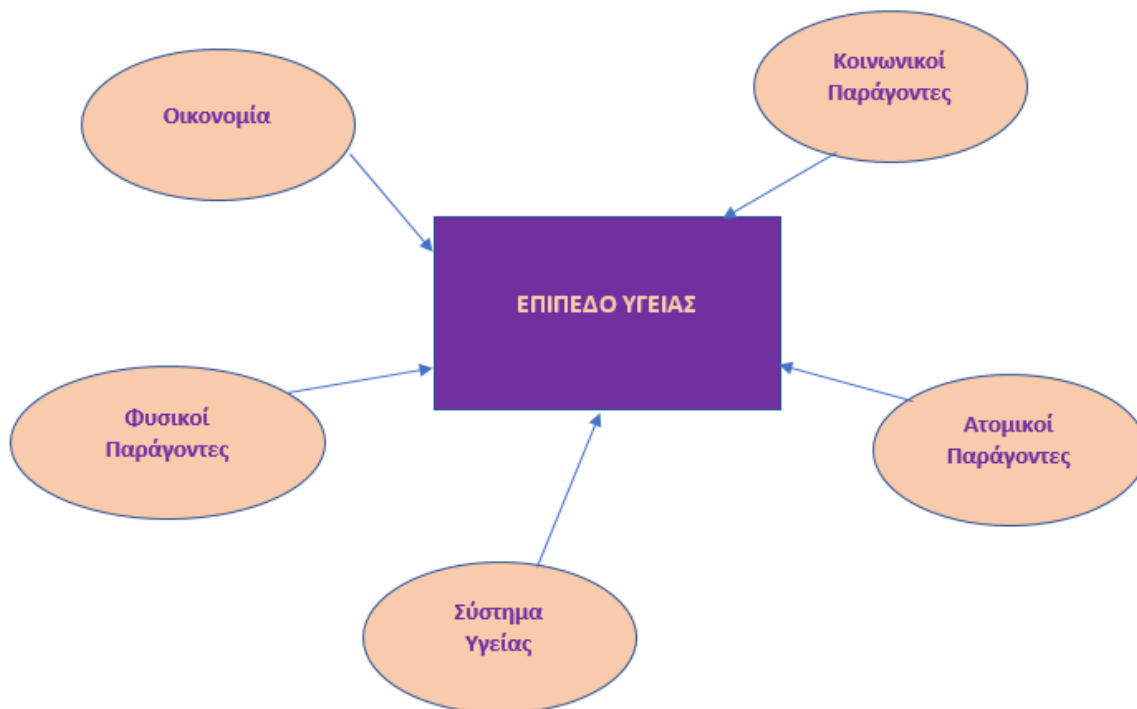 Οικονομία
Κοινωνικοί
Παράγοντες
ΕΠΙΠΕΔΟ ΥΓΕΙΑΣ
Φυσικοί
Παράγοντες
Ατομικοί
Παράγοντες
Σύστημα
Υγείας